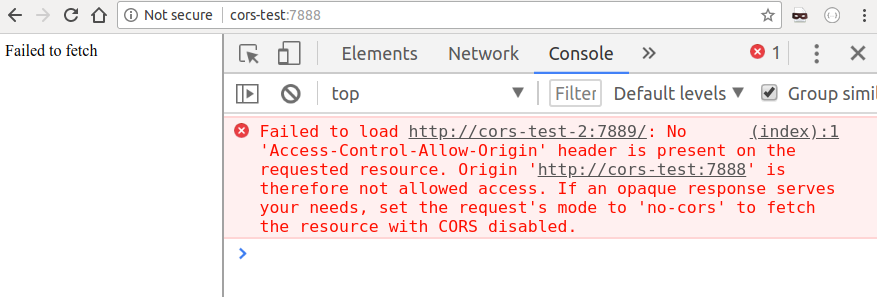 Not secure | cors-test:7888
Failed to fetch
Elements Network Console » 1
top Filter Default levels Group simi
Failed to load http://cors-test-2:7889/: No (index):1
'Access-Control-Allow-Origin' header is present on the
requested resource. Origin 'http://cors-test:7888' is
therefore not allowed access. If an opaque response serves
your needs, set the request's mode to 'no-cors' to fetch
the resource with CORS disabled.